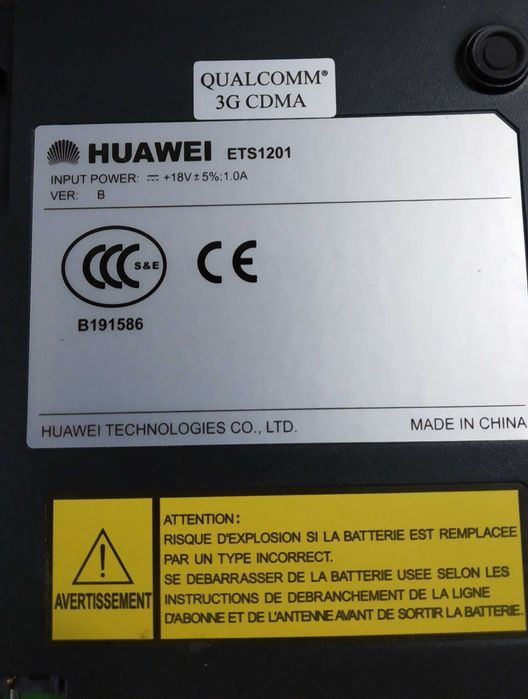 QUALCOMM®
3G CDMA
HUAWEI ETS1201
INPUT POWER: ⎓ +18V±5%;1.0A
VER: B
CCC S&E
CE
B191586
HUAWEI TECHNOLOGIES CO., LTD. MADE IN CHINA
AVERTISSEMENT
ATTENTION:
RISQUE D'EXPLOSION SI LA BATTERIE EST REMPLACEE
PAR UN TYPE INCORRECT.
SE DEBARRASSER DE LA BATTERIE USEE SELON LES
INSTRUCTIONS DE DEBRANCHEMENT DE LA LIGNE
D'ABONNE ET DE L'ANTENNE AVANT DE SORTIR LA BATTERIE.